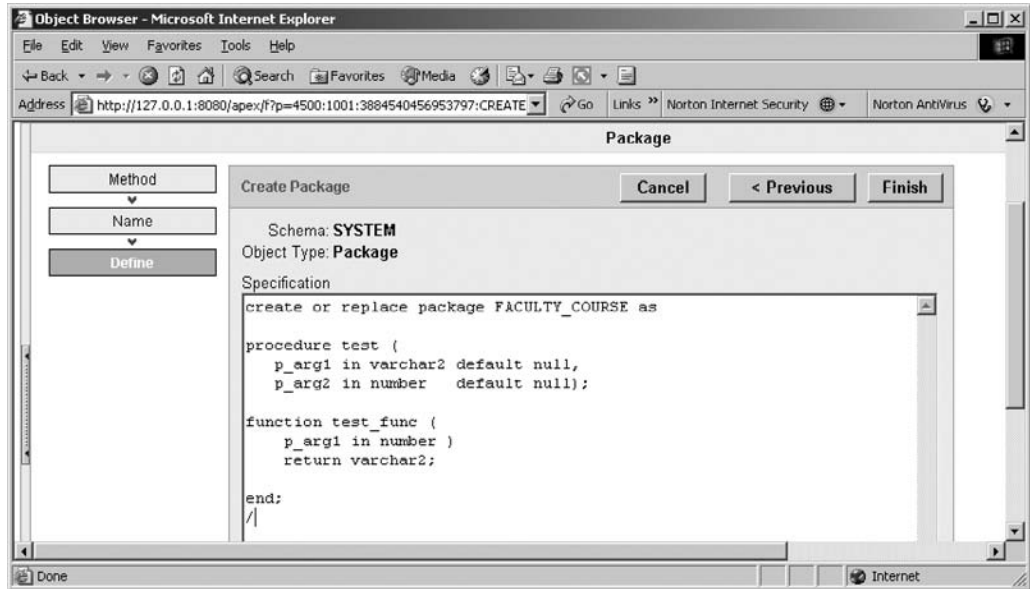 Object Browser - Microsoft Internet Explorer
File Edit View Favorites Tools Help
Back Search Favorites Media
Address http://127.0.0.1:8080/apex/f?p=4500:1001:3884540456953797:CREATE Go Links » Norton Internet Security Norton AntiVirus
Package
Method
Create Package Cancel < Previous Finish
Name
Schema: SYSTEM
Object Type: Package
Define
Specification
create or replace package FACULTY_COURSE as
procedure test (
p_arg1 in varchar2 default null,
p_arg2 in number default null);
function test_func (
p_arg1 in number )
return varchar2;
end;
/
Done Internet